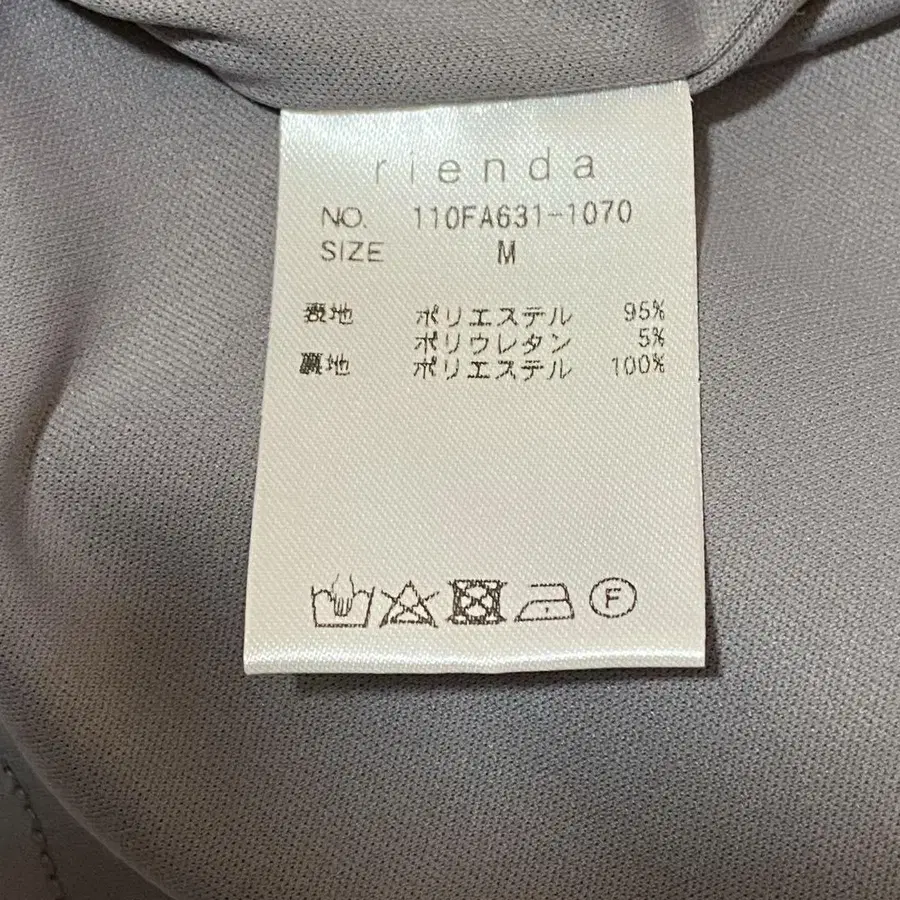 rienda
NO. 110FA631-1070
SIZE M
表地 ポリエステル 95%
ポリウレタン 5%
裏地 ポリエステル 100%
F